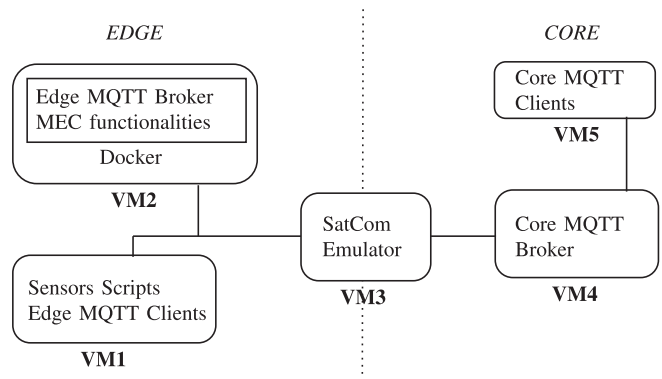 EDGE
CORE
Edge MQTT Broker
MEC functionalities
Docker
VM2
Core MQTT
Clients
VM5
SatCom
Emulator
VM3
Core MQTT
Broker
VM4
Sensors Scripts
Edge MQTT Clients
VM1